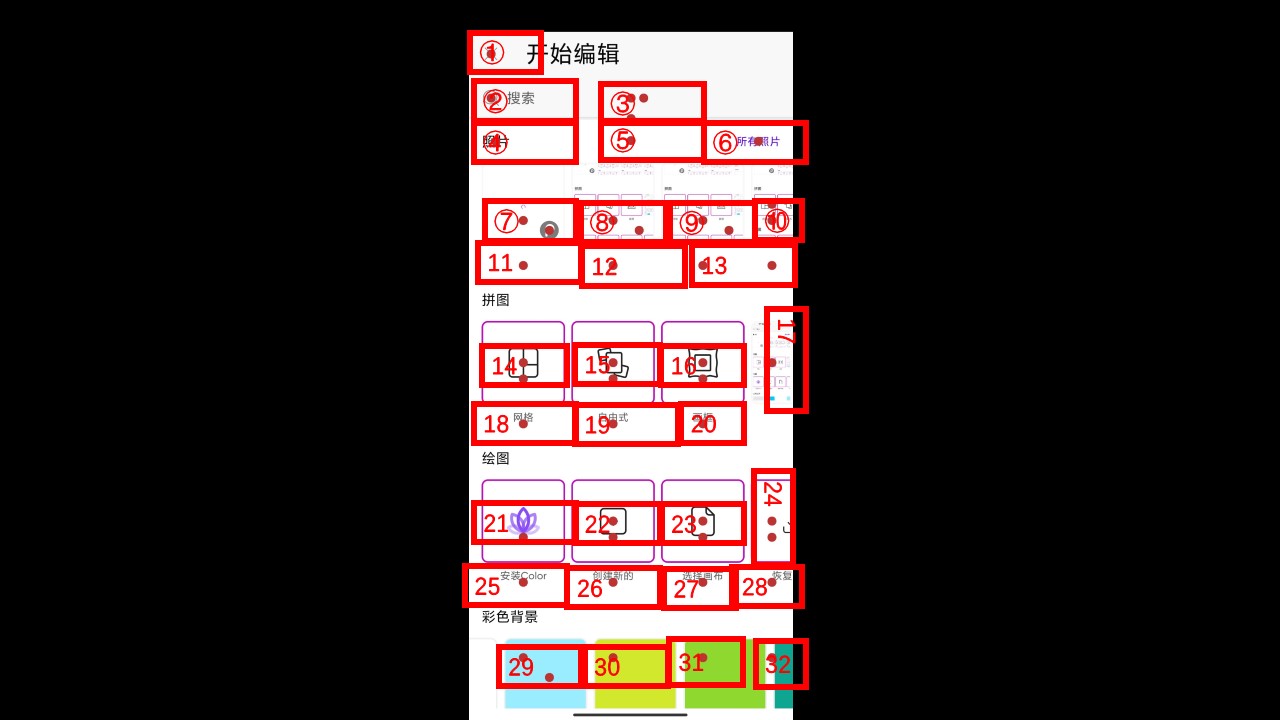 ① 开始编辑
② 搜索 ③
④ 照片 ⑤ ⑥ 所有照片
⑦ ⑧ ⑨ ⑩
11 12 13
拼图
14 15 16 17
18 网格 19 自由式 20 画框
绘图
21 22 23 24
25 安装Color 26 创建新的 27 选择画布 28 恢复
彩色背景
29 30 31 32